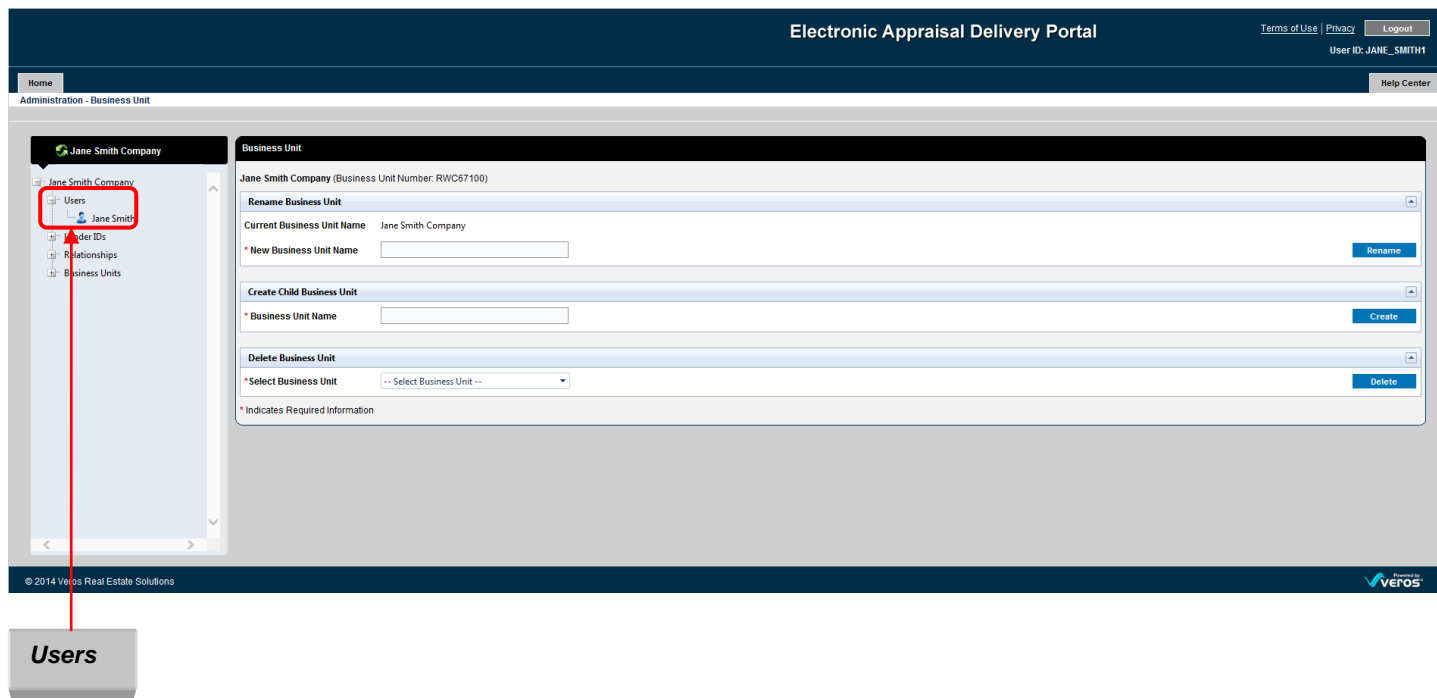 Electronic Appraisal Delivery Portal
Terms of Use | Privacy Logout
User ID: JANE_SMITH1
Home
Help Center
Administration - Business Unit
Jane Smith Company
Jane Smith Company
Users
Jane Smith
Lender IDs
Relationships
Business Units
Business Unit
Jane Smith Company (Business Unit Number: RWC67100)
Rename Business Unit
Current Business Unit Name Jane Smith Company
* New Business Unit Name Rename
Create Child Business Unit
* Business Unit Name Create
Delete Business Unit
*Select Business Unit -- Select Business Unit -- Delete
* Indicates Required Information
© 2014 Veros Real Estate Solutions
Powered by
veros
Users